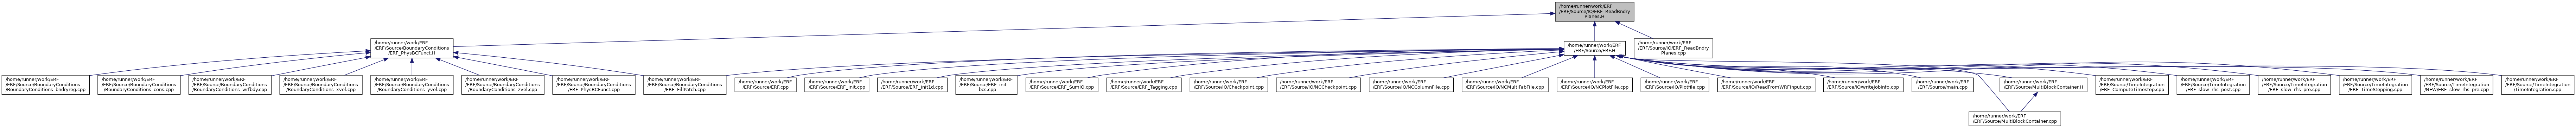 /home/runner/work/ERF
/ERF/Source/IO/ERF_ReadBndry
Planes.H
/home/runner/work/ERF
/ERF/Source/BoundaryConditions
/ERF_PhysBCFunct.H
/home/runner/work/ERF
/ERF/Source/ERF.H
/home/runner/work/ERF
/ERF/Source/IO/ERF_ReadBndry
Planes.cpp
/home/runner/work/ERF
/ERF/Source/BoundaryConditions
/BoundaryConditions_bndryreg.cpp
/home/runner/work/ERF
/ERF/Source/BoundaryConditions
/BoundaryConditions_cons.cpp
/home/runner/work/ERF
/ERF/Source/BoundaryConditions
/BoundaryConditions_wrfbdy.cpp
/home/runner/work/ERF
/ERF/Source/BoundaryConditions
/BoundaryConditions_xvel.cpp
/home/runner/work/ERF
/ERF/Source/BoundaryConditions
/BoundaryConditions_yvel.cpp
/home/runner/work/ERF
/ERF/Source/BoundaryConditions
/BoundaryConditions_zvel.cpp
/home/runner/work/ERF
/ERF/Source/BoundaryConditions
/ERF_PhysBCFunct.cpp
/home/runner/work/ERF
/ERF/Source/BoundaryConditions
/ERF_FillPatch.cpp
/home/runner/work/ERF
/ERF/Source/ERF.cpp
/home/runner/work/ERF
/ERF/Source/ERF_init.cpp
/home/runner/work/ERF
/ERF/Source/ERF_init1d.cpp
/home/runner/work/ERF
/ERF/Source/ERF_init
_bcs.cpp
/home/runner/work/ERF
/ERF/Source/ERF_SumIQ.cpp
/home/runner/work/ERF
/ERF/Source/ERF_Tagging.cpp
/home/runner/work/ERF
/ERF/Source/IO/Checkpoint.cpp
/home/runner/work/ERF
/ERF/Source/IO/NCCheckpoint.cpp
/home/runner/work/ERF
/ERF/Source/IO/NCColumnFile.cpp
/home/runner/work/ERF
/ERF/Source/IO/NCMultiFabFile.cpp
/home/runner/work/ERF
/ERF/Source/IO/NCPlotFile.cpp
/home/runner/work/ERF
/ERF/Source/IO/Plotfile.cpp
/home/runner/work/ERF
/ERF/Source/IO/ReadFromWRFInput.cpp
/home/runner/work/ERF
/ERF/Source/IO/writeJobInfo.cpp
/home/runner/work/ERF
/ERF/Source/main.cpp
/home/runner/work/ERF
/ERF/Source/MultiBlockContainer.H
/home/runner/work/ERF
/ERF/Source/TimeIntegration
/ERF_ComputeTimestep.cpp
/home/runner/work/ERF
/ERF/Source/TimeIntegration
/ERF_slow_rhs_post.cpp
/home/runner/work/ERF
/ERF/Source/TimeIntegration
/ERF_slow_rhs_pre.cpp
/home/runner/work/ERF
/ERF/Source/TimeIntegration
/ERF_TimeStepping.cpp
/home/runner/work/ERF
/ERF/Source/TimeIntegration
/NEW/ERF_slow_rhs_pre.cpp
/home/runner/work/ERF
/ERF/Source/TimeIntegration
/TimeIntegration.cpp
/home/runner/work/ERF
/ERF/Source/MultiBlockContainer.cpp